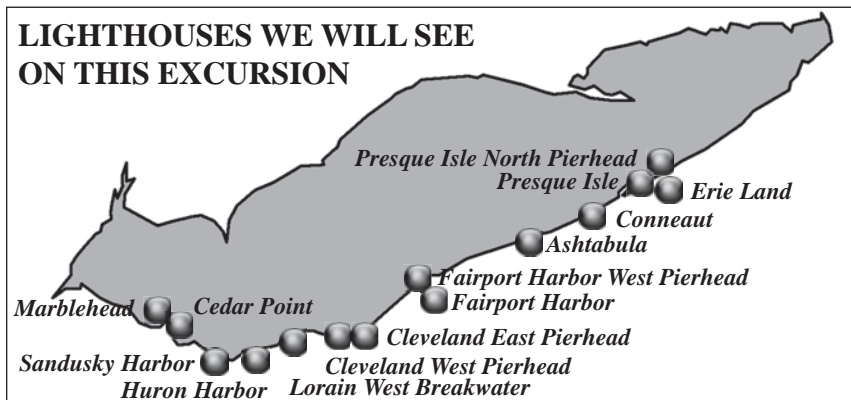 LIGHTHOUSES WE WILL SEE
ON THIS EXCURSION
Presque Isle North Pierhead
Presque Isle
Erie Land
Conneaut
Ashtabula
Fairport Harbor West Pierhead
Fairport Harbor
Marblehead
Cedar Point
Cleveland East Pierhead
Sandusky Harbor
Cleveland West Pierhead
Huron Harbor
Lorain West Breakwater